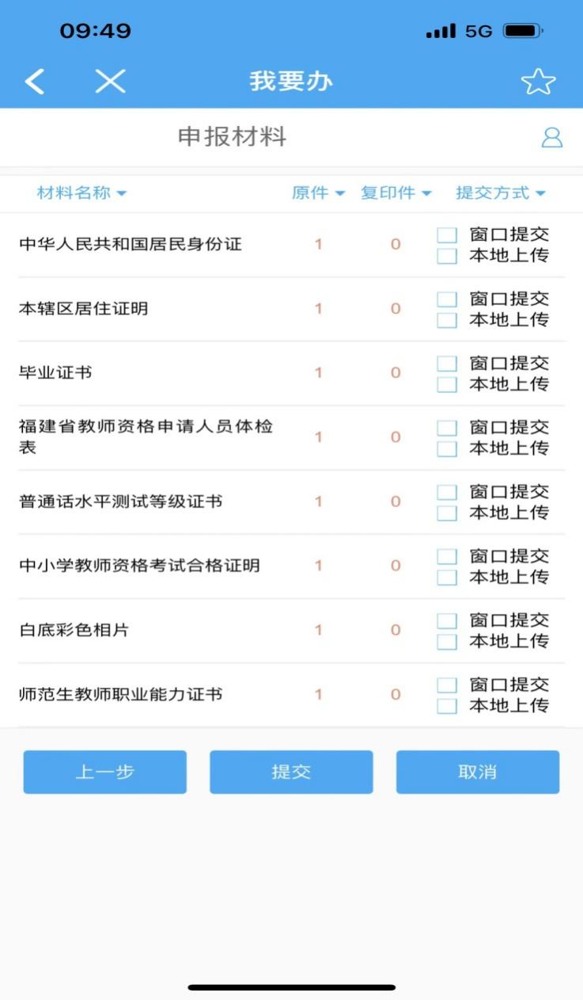 09:49 5G
我要办
申报材料
材料名称 原件 复印件 提交方式
中华人民共和国居民身份证 1 0 窗口提交
本地上传
本辖区居住证明 1 0 窗口提交
本地上传
毕业证书 1 0 窗口提交
本地上传
福建省教师资格申请人员体检
表 1 0 窗口提交
本地上传
普通话水平测试等级证书 1 0 窗口提交
本地上传
中小学教师资格考试合格证明 1 0 窗口提交
本地上传
白底彩色相片 1 0 窗口提交
本地上传
师范生教师职业能力证书 1 0 窗口提交
本地上传
上一步 提交 取消